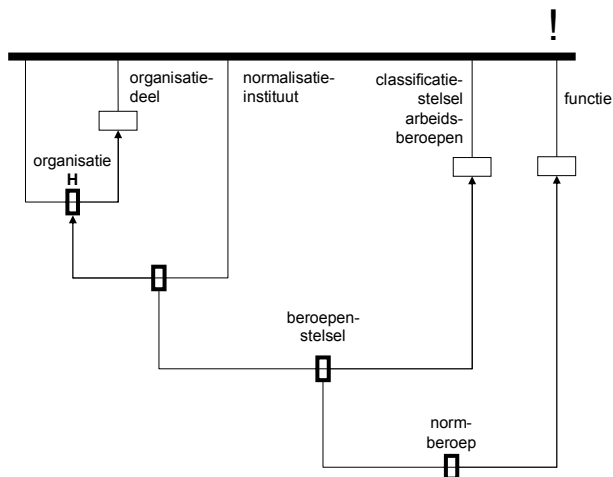 !
organisatie-
deel
normalisatie-
instituut
classificatie-
stelsel
arbeids-
beroepen
functie
organisatie
H
beroepen-
stelsel
norm-
beroep